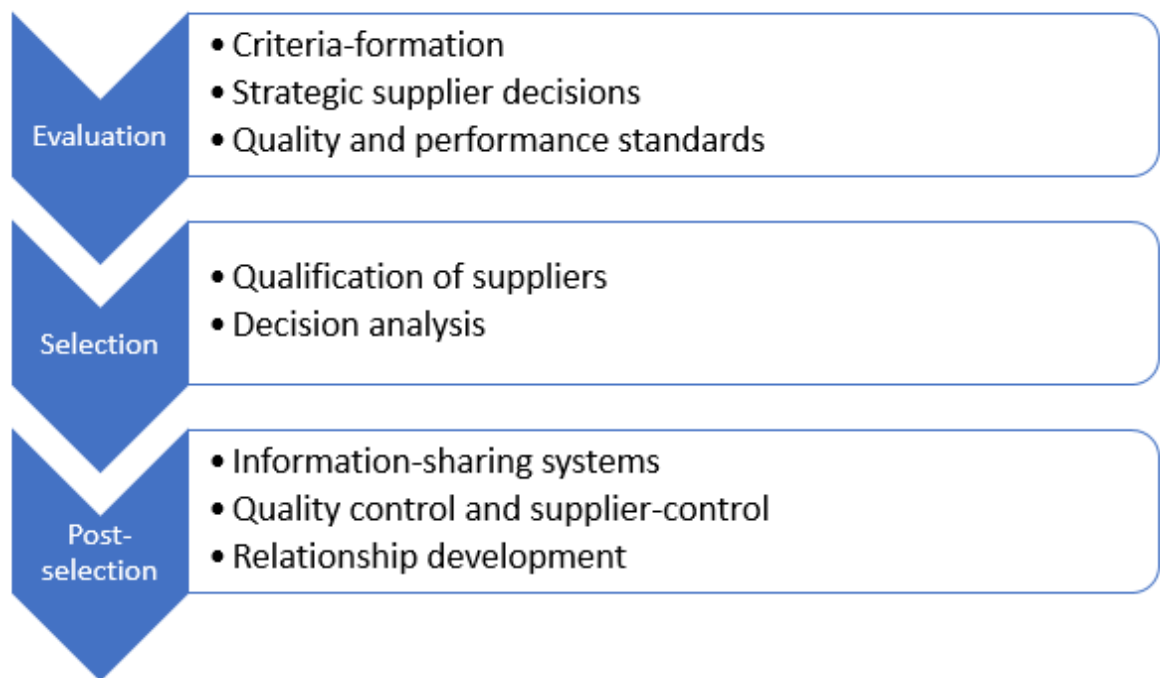 Evaluation
• Criteria-formation
• Strategic supplier decisions
• Quality and performance standards
Selection
• Qualification of suppliers
• Decision analysis
Post-
selection
• Information-sharing systems
• Quality control and supplier-control
• Relationship development